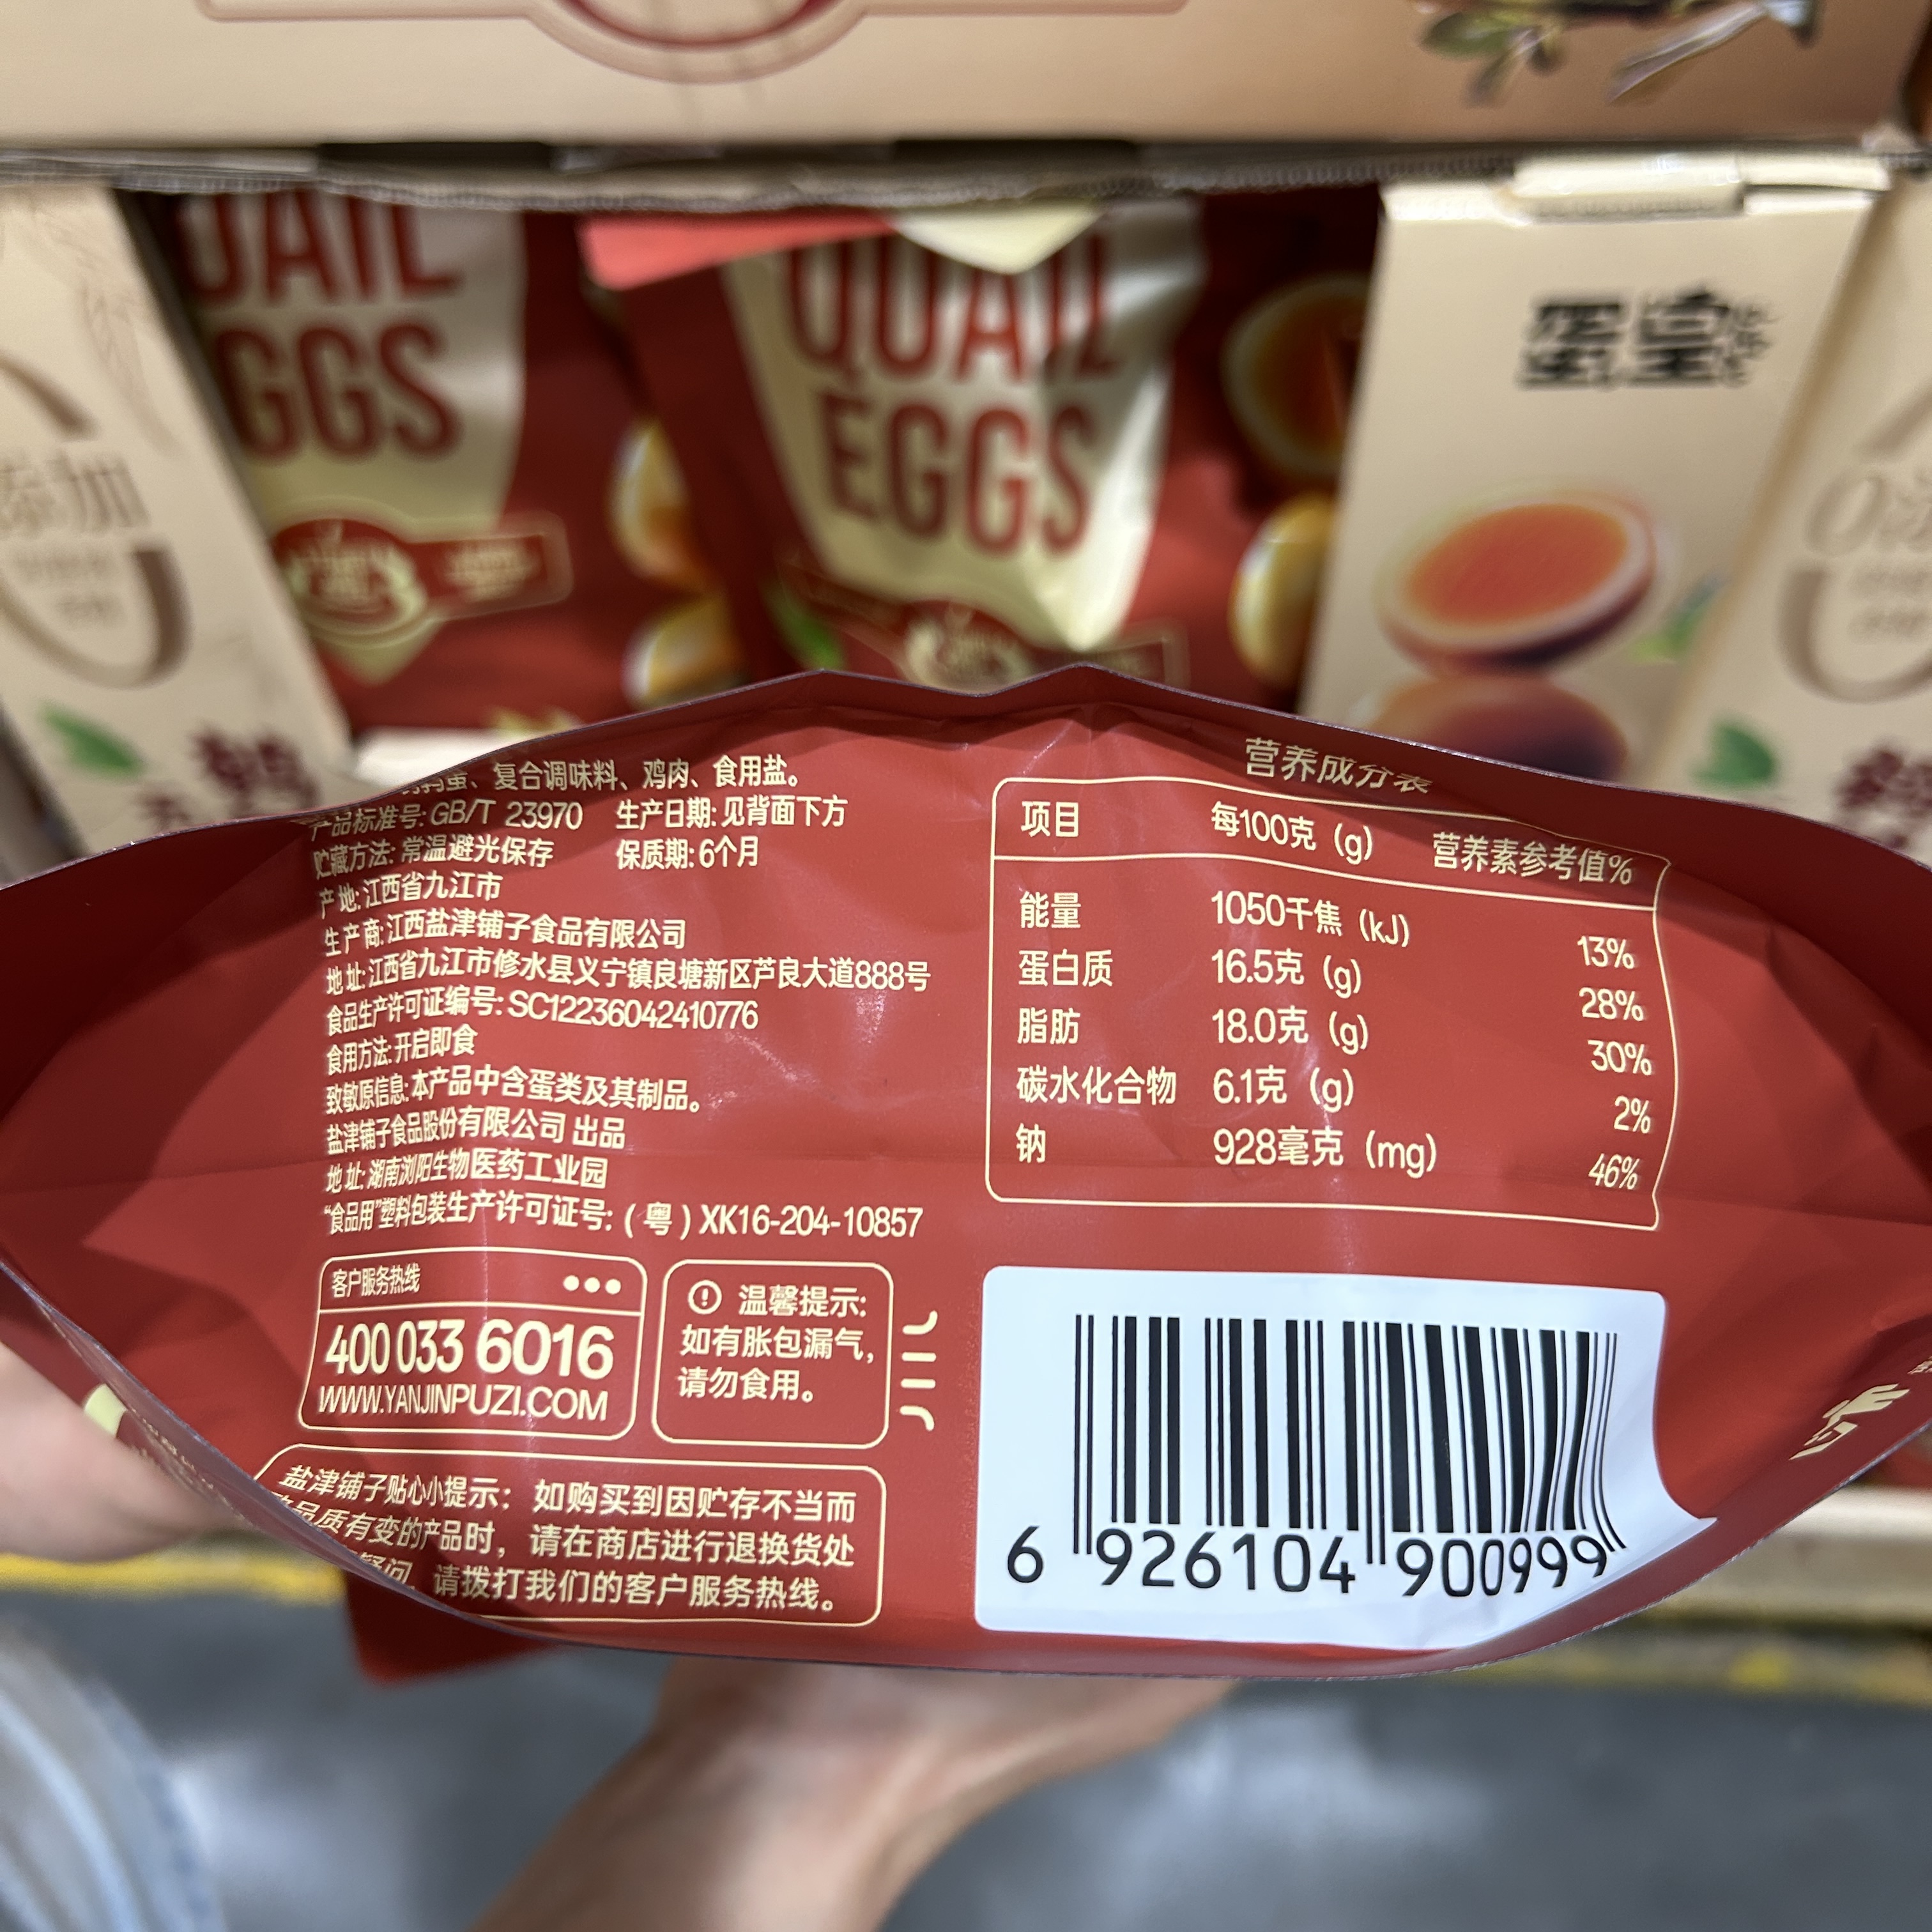 QUAIL
EGGS
QUAIL
EGGS
蛋皇
添加
鹑蛋、复合调味料、鸡肉、食用盐。
产品标准号: GB/T 23970 生产日期: 见背面下方
贮藏方法: 常温避光保存 保质期: 6个月
产地: 江西省九江市
生产商: 江西盐津铺子食品有限公司
地址: 江西省九江市修水县义宁镇良塘新区芦良大道888号
食品生产许可证编号: SC12236042410776
食用方法: 开启即食
致敏原信息: 本产品中含蛋类及其制品。
盐津铺子食品股份有限公司 出品
地址: 湖南浏阳生物医药工业园
“食品用”塑料包装生产许可证号: (粤) XK16-204-10857
客户服务热线
400 033 6016
WWW.YANJINPUZI.COM
温馨提示:
如有胀包漏气,
请勿食用。
盐津铺子贴心小提示: 如购买到因贮存不当而
品质有变的产品时, 请在商店进行退换货处
疑问, 请拨打我们的客户服务热线。
营养成分表
项目 每100克 (g) 营养素参考值%
能量 1050千焦 (kJ) 13%
蛋白质 16.5克 (g) 28%
脂肪 18.0克 (g) 30%
碳水化合物 6.1克 (g) 2%
钠 928毫克 (mg) 46%
6 926104 900999